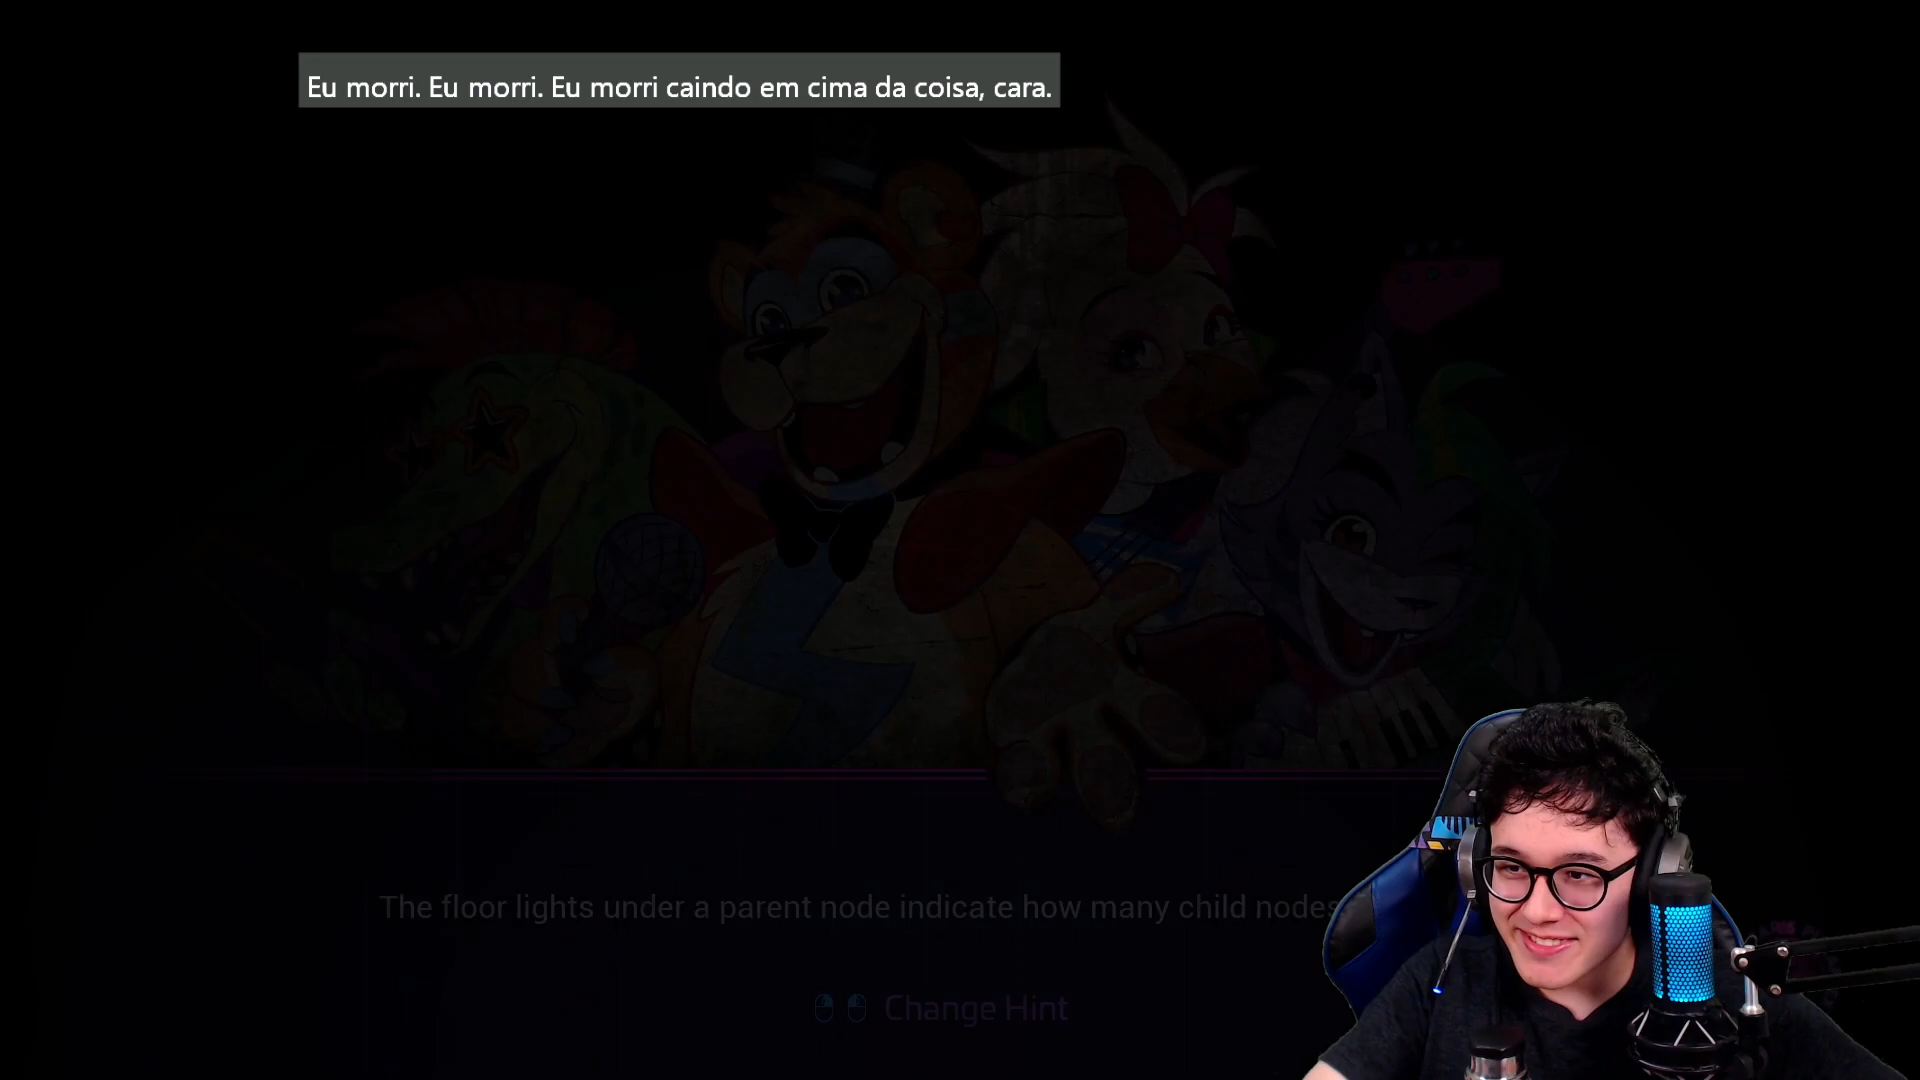 Eu morri. Eu morri. Eu morri caindo em cima da coisa, cara.
The floor lights under a parent node indicate how many child nodes
Change Hint